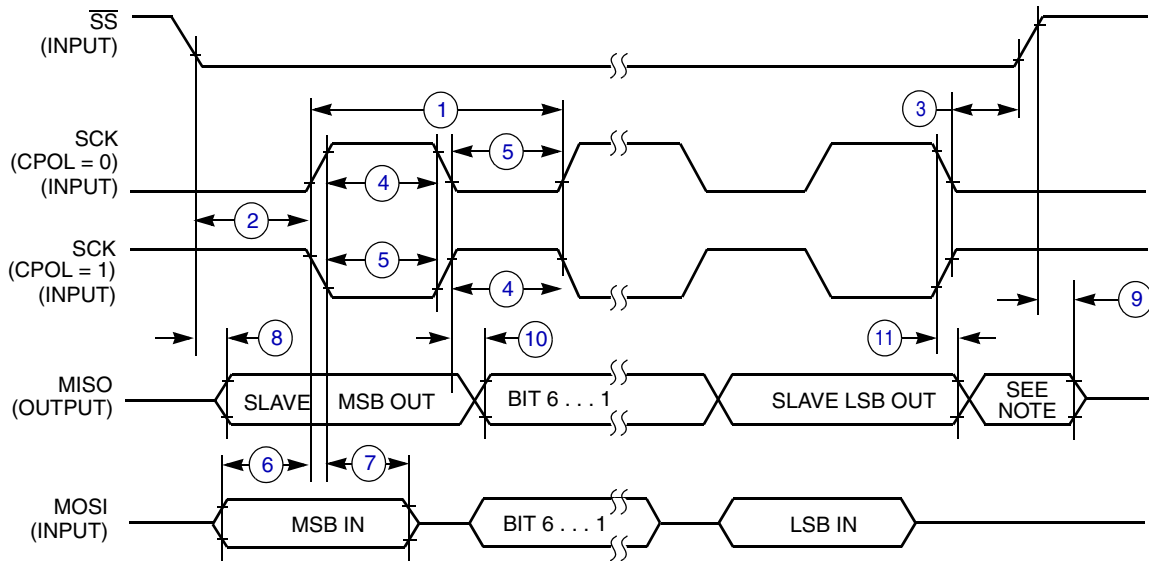 SS
(INPUT)
1
3
SCK
(CPOL = 0)
(INPUT)
5
4
2
SCK
(CPOL = 1)
(INPUT)
5
4
9
8
10
11
MISO
(OUTPUT)
SLAVE MSB OUT
BIT 6 . . . 1
SLAVE LSB OUT
SEE
NOTE
6
7
MOSI
(INPUT)
MSB IN
BIT 6 . . . 1
LSB IN